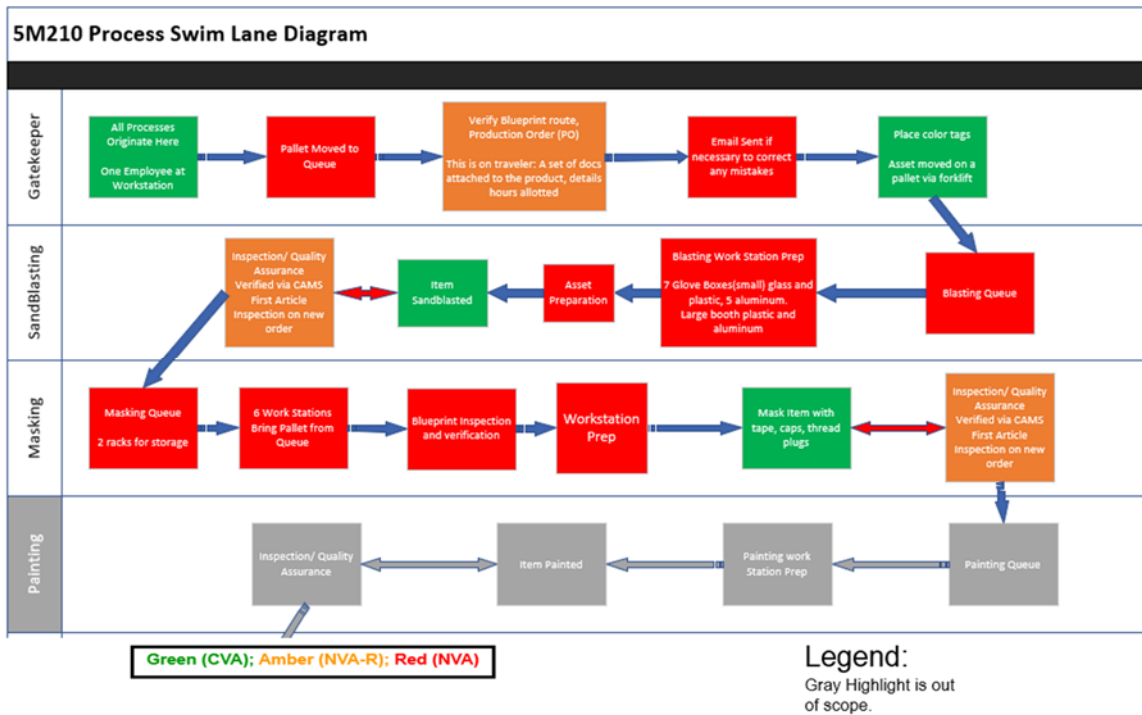 5M210 Process Swim Lane Diagram
Gatekeeper
All Processes
Originate Here
One Employee at
Workstation
Pallet Moved to
Queue
Verify Blueprint route,
Production Order (PO)
This is on traveler: A set of docs
attached to the product, details
hours allotted
Email Sent if
necessary to correct
any mistakes
Place color tags
Asset moved on a
pallet via forklift
SandBlasting
Inspection/ Quality
Assurance
Verified via CAMS
First Article
Inspection on new
order
Item
Sandblasted
Asset
Preparation
Blasting Work Station Prep
7 Glove Boxes(small) glass and
plastic, 5 aluminum.
Large booth plastic and
aluminum
Blasting Queue
Masking
Masking Queue
2 racks for storage
6 Work Stations
Bring Pallet from
Queue
Blueprint Inspection
and verification
Workstation
Prep
Mask Item with
tape, caps, thread
plugs
Inspection/ Quality
Assurance
Verified via CAMS
First Article
Inspection on new
order
Painting
Inspection/ Quality
Assurance
Item Painted
Painting work
Station Prep
Painting Queue
Green (CVA); Amber (NVA-R); Red (NVA)
Legend:
Gray Highlight is out
of scope.